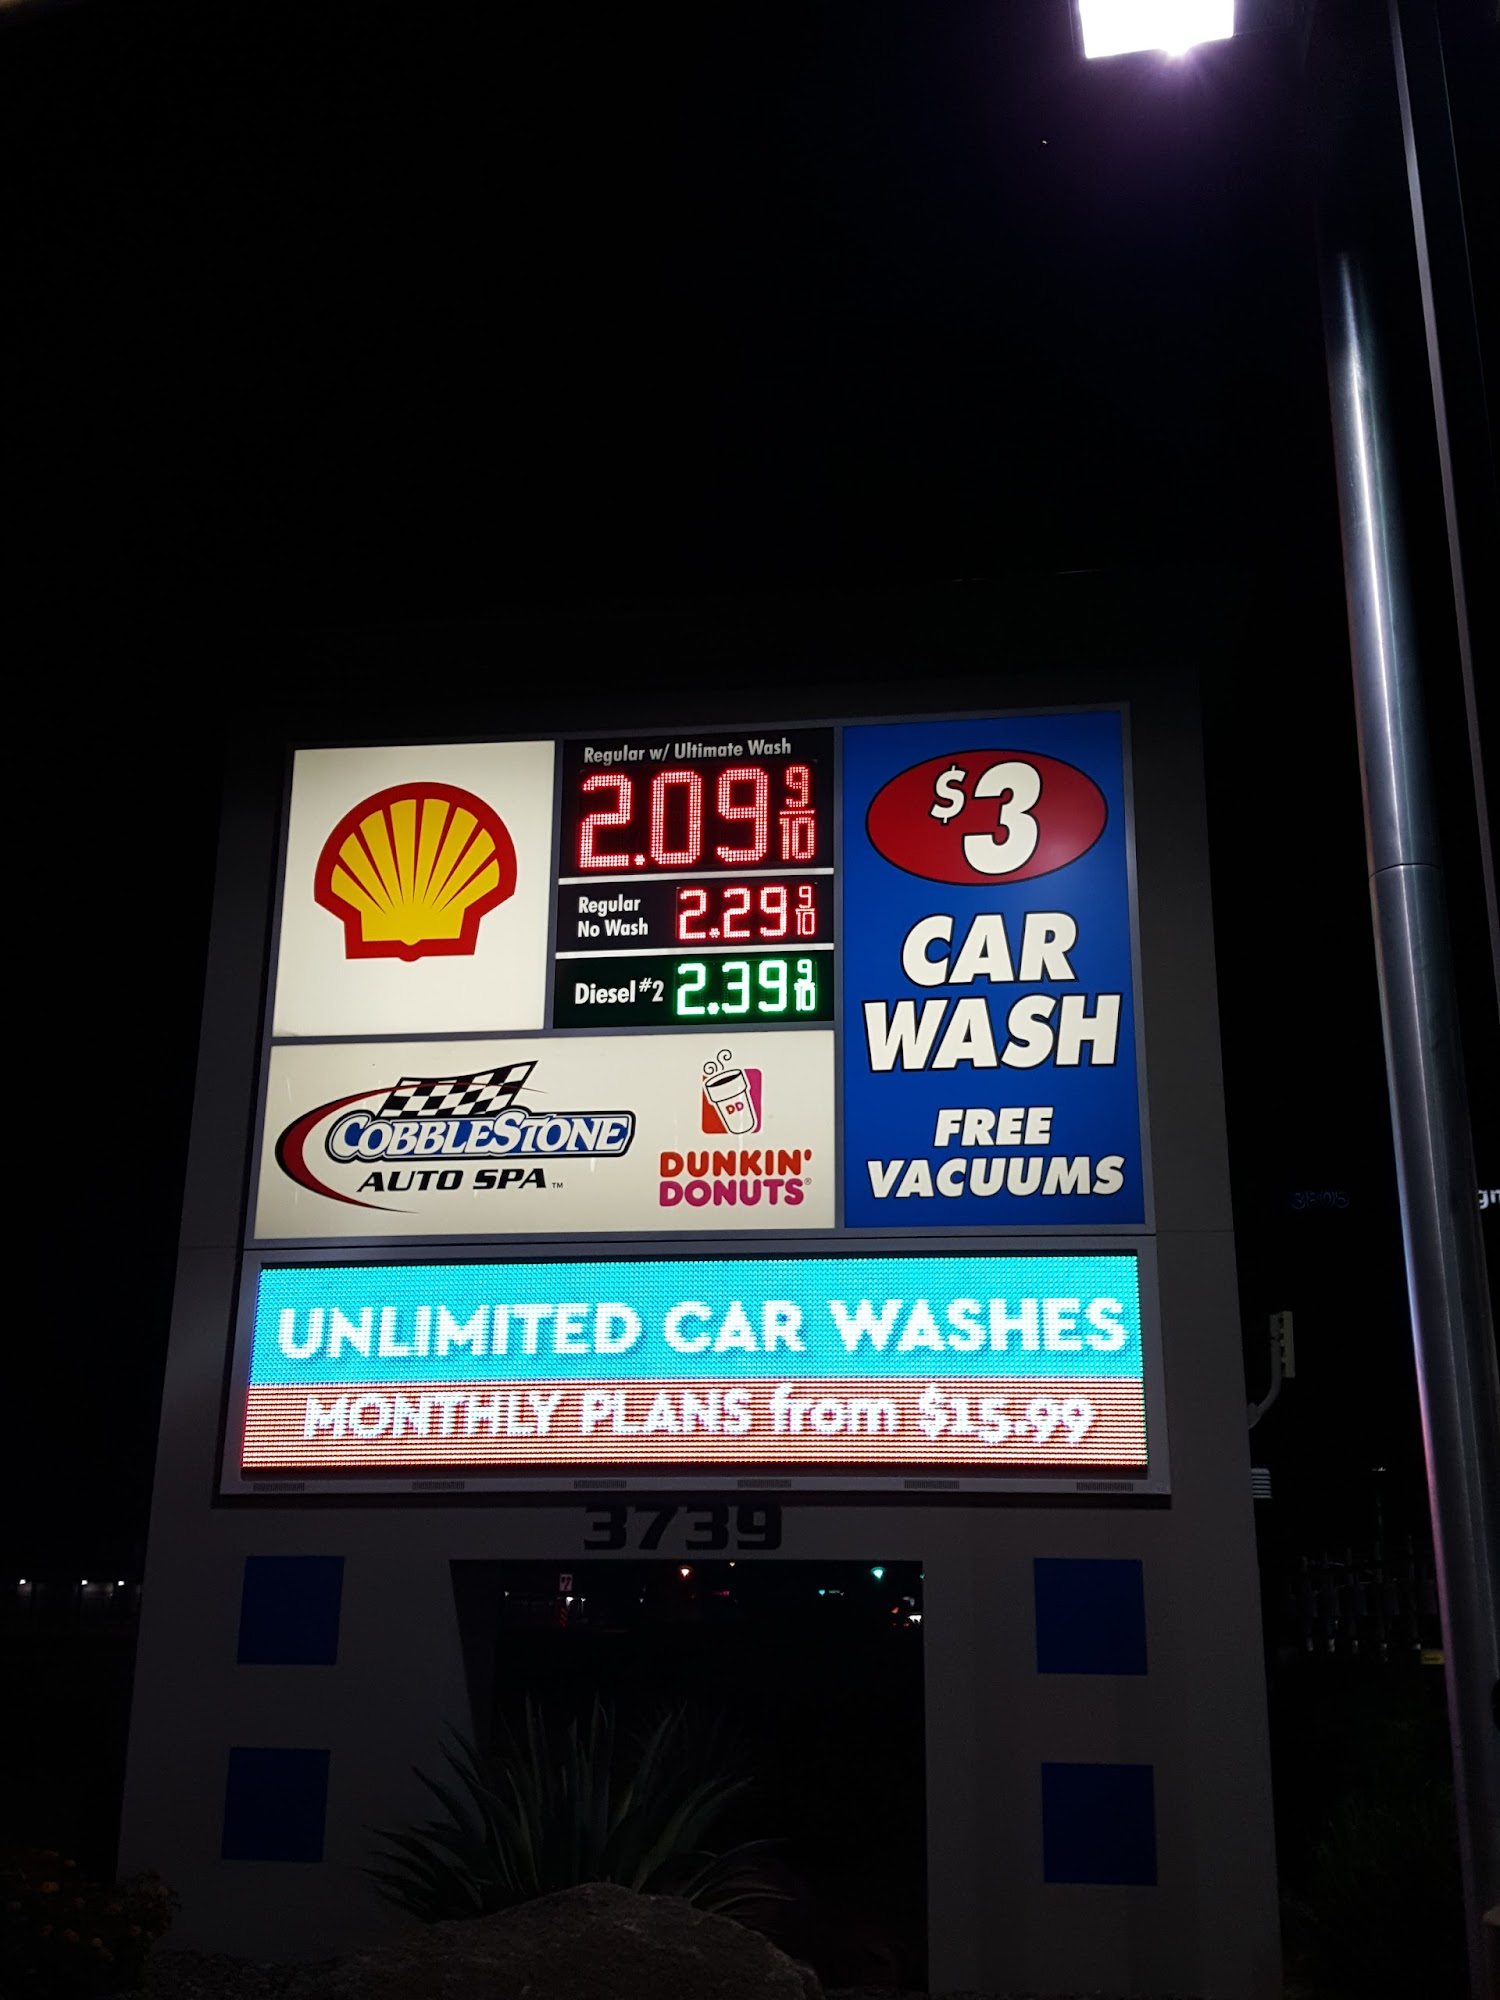 Regular w/ Ultimate Wash
2.09 9/10
Regular
No Wash
2.29 9/10
Diesel #2
2.39 9/10
$3
CAR
WASH
FREE
VACUUMS
COBBLESTONE
AUTO SPA™
DD
DUNKIN'
DONUTS®
UNLIMITED CAR WASHES
MONTHLY PLANS from $15.99
3739